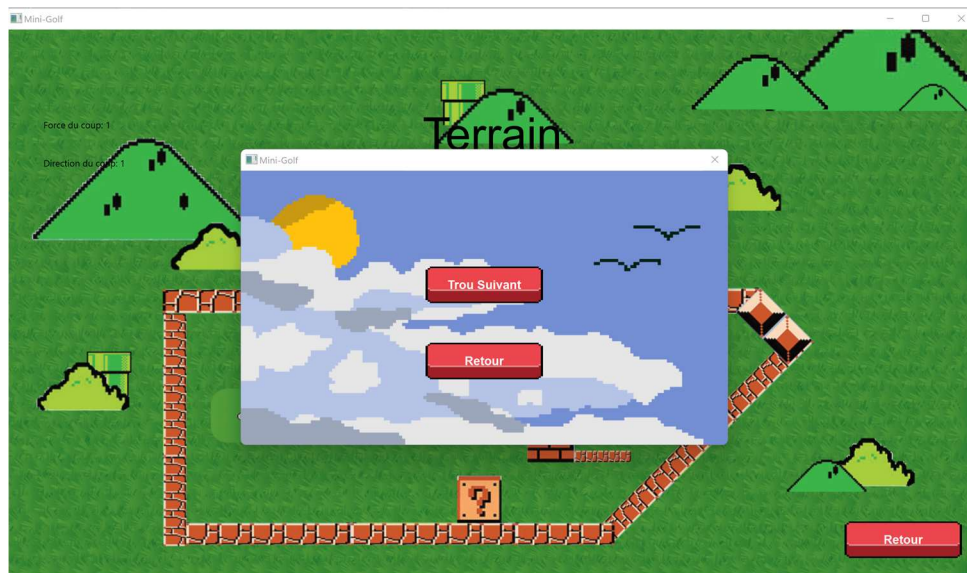 Mini-Golf
Force du coup: 1
Terrain
Direction du coup: 1
Mini-Golf
Trou Suivant
Retour
?
Retour